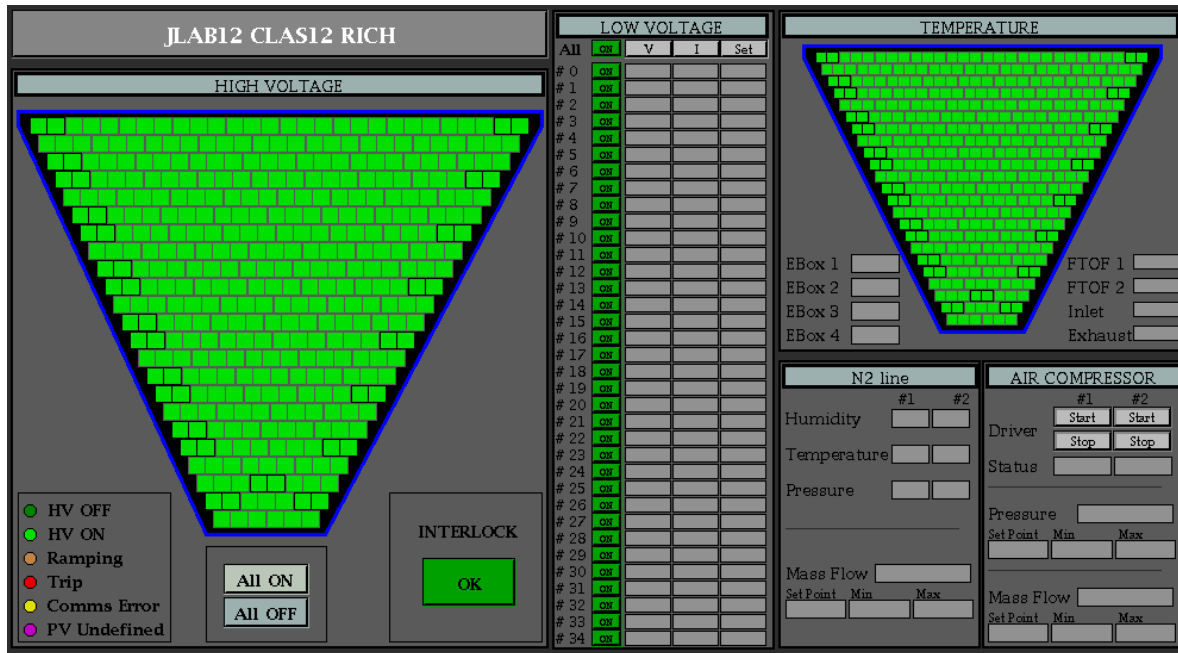 JLAB12 CLAS12 RICH
HIGH VOLTAGE
HV OFF
HV ON
Ramping
Trip
Comms Error
PV Undefined
All ON
All OFF
INTERLOCK
OK
LOW VOLTAGE
All ON V I Set
# 0 ON
# 1 ON
# 2 ON
# 3 ON
# 4 ON
# 5 ON
# 6 ON
# 7 ON
# 8 ON
# 9 ON
# 10 ON
# 11 ON
# 12 ON
# 13 ON
# 14 ON
# 15 ON
# 16 ON
# 17 ON
# 18 ON
# 19 ON
# 20 ON
# 21 ON
# 22 ON
# 23 ON
# 24 ON
# 25 ON
# 26 ON
# 27 ON
# 28 ON
# 29 ON
# 30 ON
# 31 ON
# 32 ON
# 33 ON
# 34 ON
TEMPERATURE
EBox 1
EBox 2
EBox 3
EBox 4
FTOF 1
FTOF 2
Inlet
Exhaust
N2 line
#1 #2
Humidity
Temperature
Pressure
Mass Flow
Set Point Min Max
AIR COMPRESSOR
#1 #2
Driver
Start Start
Stop Stop
Status
Pressure
Set Point Min Max
Mass Flow
Set Point Min Max